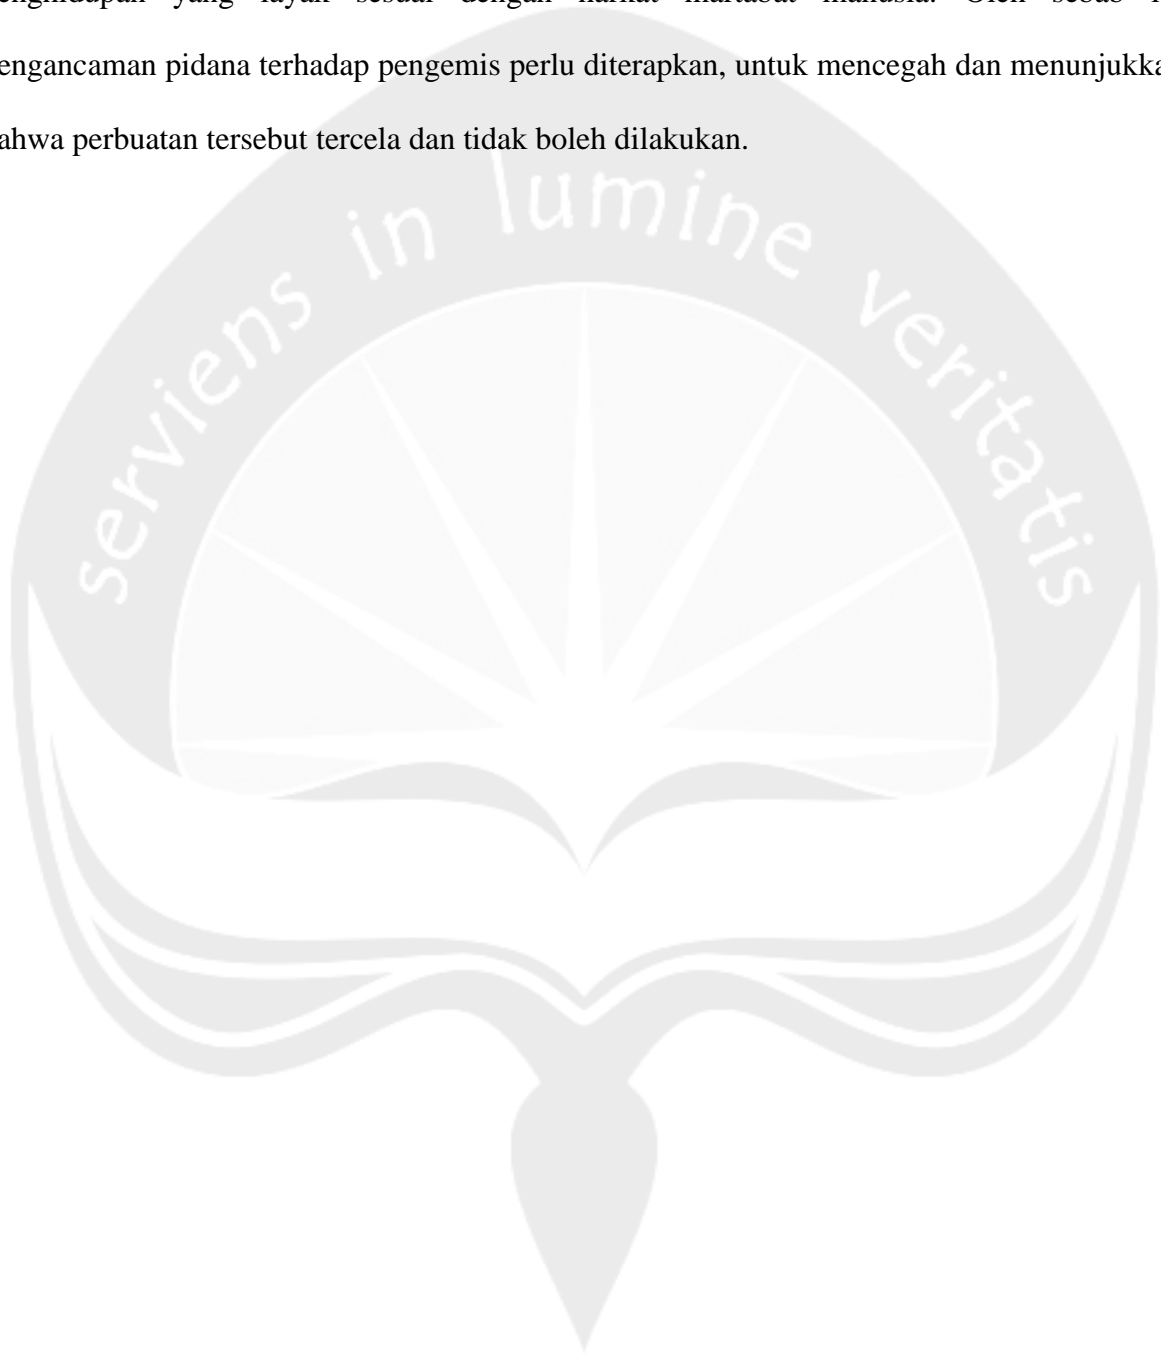 enghidupan yang layak sesuai dengan harkat martabat manusia. Oleh sebab
engancaman pidana terhadap pengemis perlu diterapkan, untuk mencegah dan menunjukka
ahwa perbuatan tersebut tercela dan tidak boleh dilakukan.
serviens in lumine veritatis